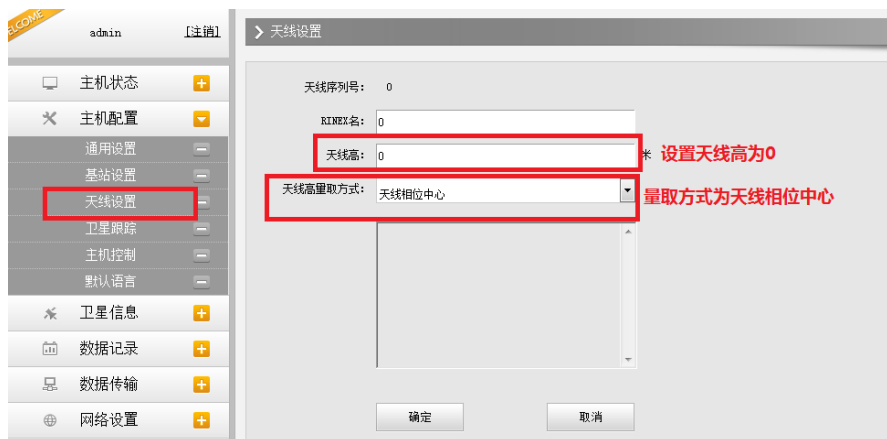 WELCOME
admin
[注销]
天线设置
主机状态
主机配置
通用设置
基站设置
天线设置
卫星跟踪
主机控制
默认语言
卫星信息
数据记录
数据传输
网络设置
天线序列号： 0
RINEX名： 0
天线高： 0 米 设置天线高为0
天线高量取方式： 天线相位中心 量取方式为天线相位中心
确定 取消